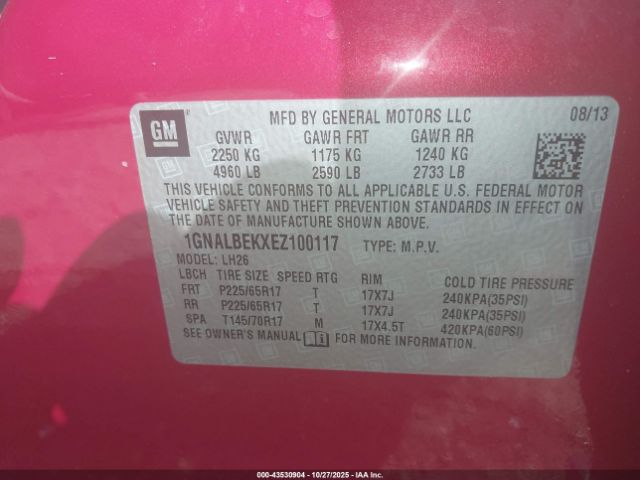 MFD BY GENERAL MOTORS LLC 08/13
GM
GVWR GAWR FRT GAWR RR
2250 KG 1175 KG 1240 KG
4960 LB 2590 LB 2733 LB
THIS VEHICLE CONFORMS TO ALL APPLICABLE U.S. FEDERAL MOTOR
VEHICLE SAFETY AND THEFT PREVENTION STANDARDS IN EFFECT ON
THE DATE OF MANUFACTURE SHOWN ABOVE.
1GNALBEKXEZ100117 TYPE: M.P.V.
MODEL: LH26
LBCH TIRE SIZE SPEED RTG RIM COLD TIRE PRESSURE
FRT P225/65R17 T 17X7J 240KPA(35PSI)
RR P225/65R17 T 17X7J 240KPA(35PSI)
SPA T145/70R17 M 17X4.5T 420KPA(60PSI)
SEE OWNER'S MANUAL FOR MORE INFORMATION.
000-43530904 | 10/27/2025 | © IAA Holdings, LLC